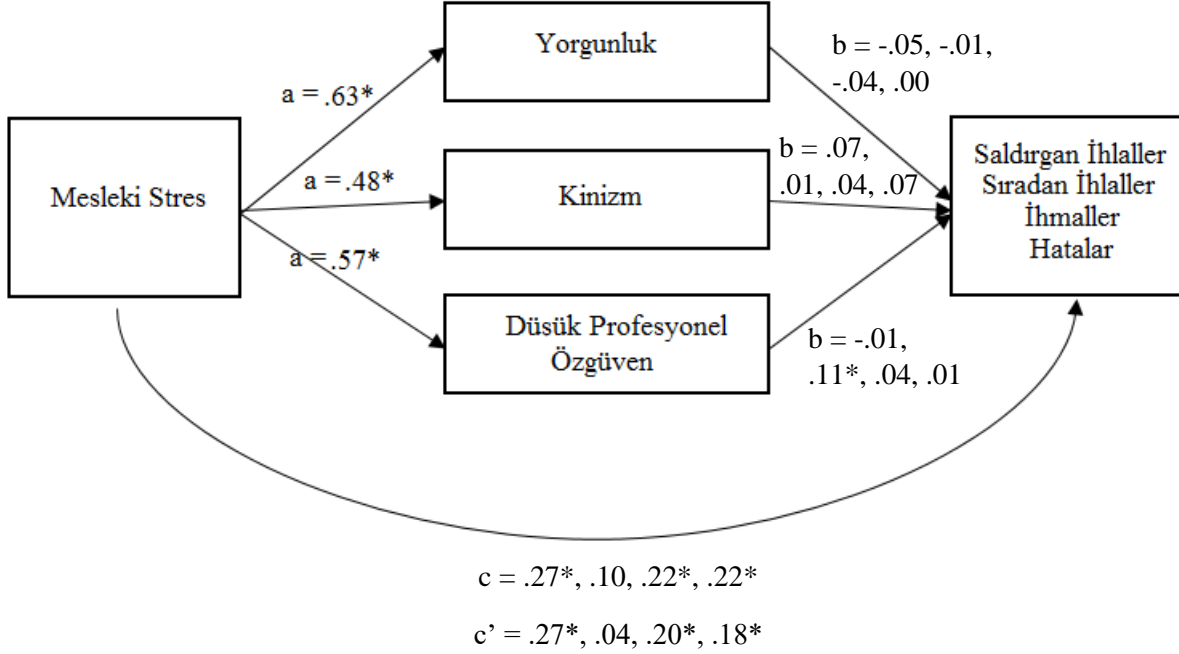 Yorgunluk
b = -.05, -.01,
-.04, .00
a = .63*
Mesleki Stres
a = .48*
Kinizm
b = .07,
.01, .04, .07
Saldırgan İhlaller
Sıradan İhlaller
İhmaller
Hatalar
a = .57*
Düsük Profesyonel
Özgüven
b = -.01,
.11*, .04, .01
c = .27*, .10, .22*, .22*
c’ = .27*, .04, .20*, .18*